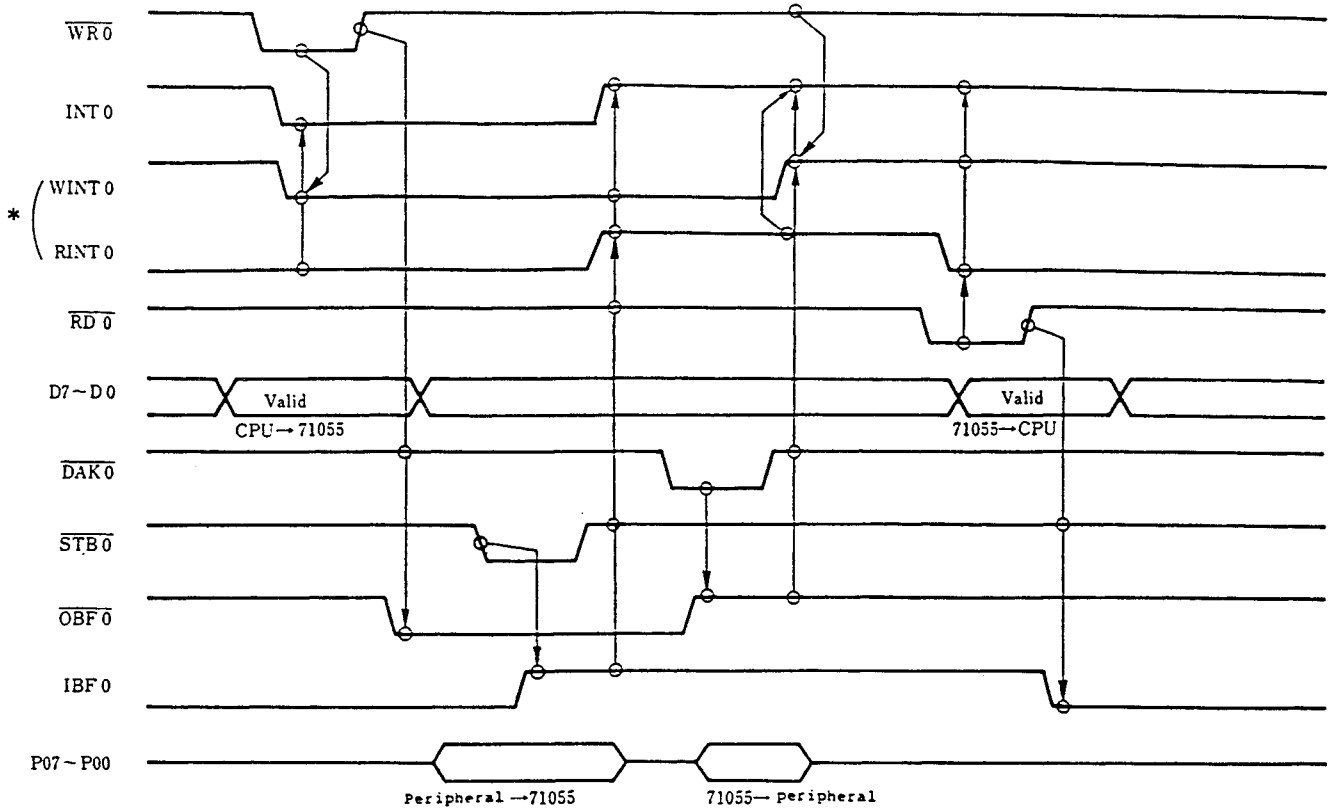 WR0
INT0
WINT0
*
RINT0
RD0
D7~D0
Valid
Valid
CPU→71055
71055→CPU
DAK0
STB0
OBF0
IBF0
P07~P00
Peripheral→71055
71055→peripheral